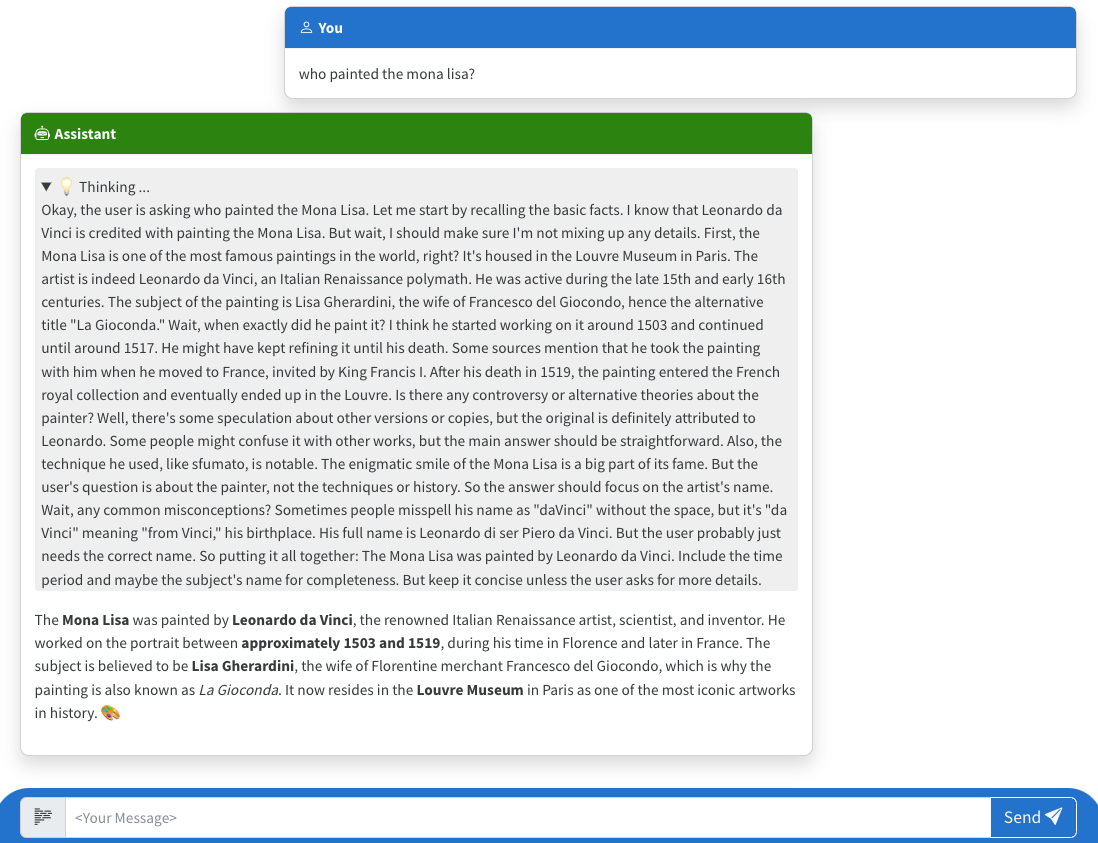 You
who painted the mona lisa?
Assistant
▼ 💡 Thinking ...
Okay, the user is asking who painted the Mona Lisa. Let me start by recalling the basic facts. I know that Leonardo da
Vinci is credited with painting the Mona Lisa. But wait, I should make sure I'm not mixing up any details. First, the
Mona Lisa is one of the most famous paintings in the world, right? It's housed in the Louvre Museum in Paris. The
artist is indeed Leonardo da Vinci, an Italian Renaissance polymath. He was active during the late 15th and early 16th
centuries. The subject of the painting is Lisa Gherardini, the wife of Francesco del Giocondo, hence the alternative
title "La Gioconda." Wait, when exactly did he paint it? I think he started working on it around 1503 and continued
until around 1517. He might have kept refining it until his death. Some sources mention that he took the painting
with him when he moved to France, invited by King Francis I. After his death in 1519, the painting entered the French
royal collection and eventually ended up in the Louvre. Is there any controversy or alternative theories about the
painter? Well, there's some speculation about other versions or copies, but the original is definitely attributed to
Leonardo. Some people might confuse it with other works, but the main answer should be straightforward. Also, the
technique he used, like sfumato, is notable. The enigmatic smile of the Mona Lisa is a big part of its fame. But the
user's question is about the painter, not the techniques or history. So the answer should focus on the artist's name.
Wait, any common misconceptions? Sometimes people misspell his name as "daVinci" without the space, but it's "da
Vinci" meaning "from Vinci," his birthplace. His full name is Leonardo di ser Piero da Vinci. But the user probably just
needs the correct name. So putting it all together: The Mona Lisa was painted by Leonardo da Vinci. Include the time
period and maybe the subject's name for completeness. But keep it concise unless the user asks for more details.
The Mona Lisa was painted by Leonardo da Vinci, the renowned Italian Renaissance artist, scientist, and inventor. He
worked on the portrait between approximately 1503 and 1519, during his time in Florence and later in France. The
subject is believed to be Lisa Gherardini, the wife of Florentine merchant Francesco del Giocondo, which is why the
painting is also known as La Gioconda. It now resides in the Louvre Museum in Paris as one of the most iconic artworks
in history. 🎨
<Your Message>
Send